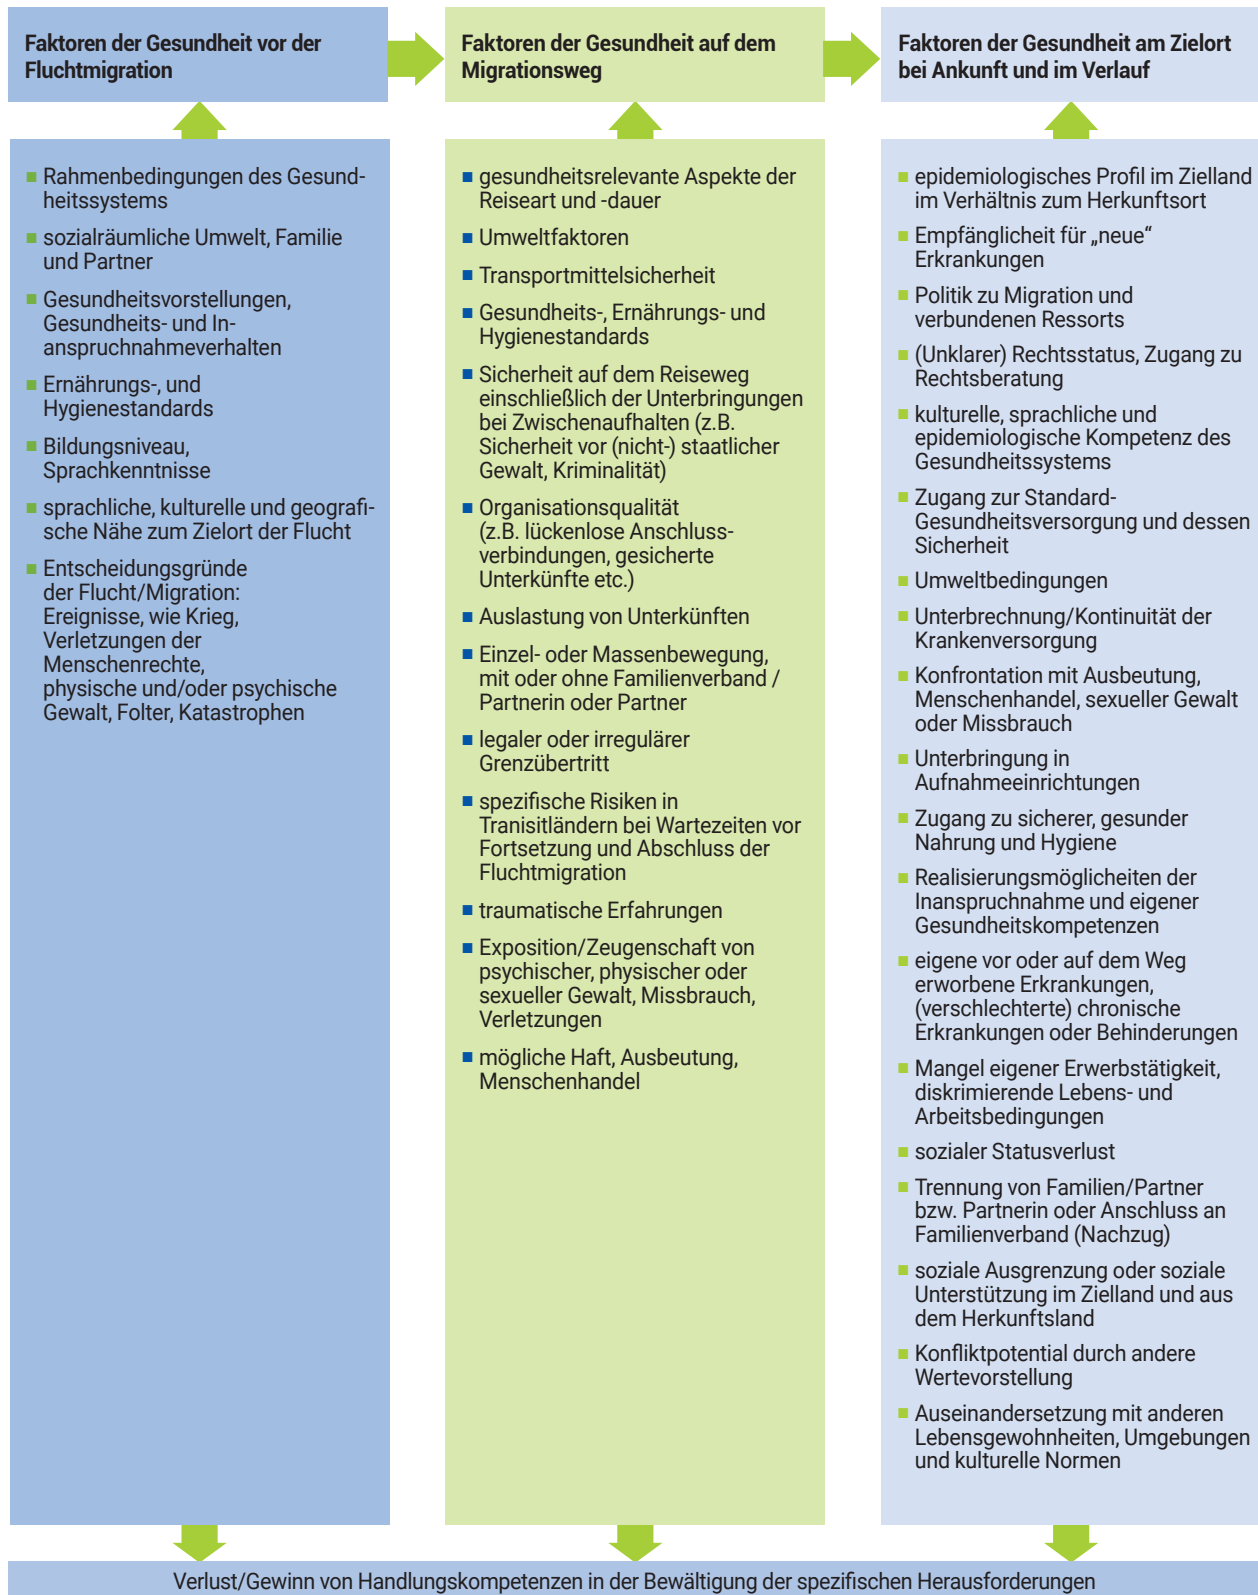 Faktoren der Gesundheit vor der
Fluchtmigration
Faktoren der Gesundheit auf dem
Migrationsweg
Faktoren der Gesundheit am Zielort
bei Ankunft und im Verlauf
Rahmenbedingungen des Gesund-
heitssystems
sozialräumliche Umwelt, Familie
und Partner
Gesundheitsvorstellungen,
Gesundheits- und In-
anspruchnahmeverhalten
Ernährungs-, und
Hygienestandards
Bildungsniveau,
Sprachkenntnisse
sprachliche, kulturelle und geografi-
sche Nähe zum Zielort der Flucht
Entscheidungsgründe
der Flucht/Migration:
Ereignisse, wie Krieg,
Verletzungen der
Menschenrechte,
physische und/oder psychische
Gewalt, Folter, Katastrophen
gesundheitsrelevante Aspekte der
Reiseart und -dauer
Umweltfaktoren
Transportmittelsicherheit
Gesundheits-, Ernährungs- und
Hygienestandards
Sicherheit auf dem Reiseweg
einschließlich der Unterbringungen
bei Zwischenaufhalten (z.B.
Sicherheit vor (nicht-) staatlicher
Gewalt, Kriminalität)
Organisationsqualität
(z.B. lückenlose Anschluss-
verbindungen, gesicherte
Unterkünfte etc.)
Auslastung von Unterkünften
Einzel- oder Massenbewegung,
mit oder ohne Familienverband /
Partnerin oder Partner
legaler oder irregulärer
Grenzübertritt
spezifische Risiken in
Tranisitländern bei Wartezeiten vor
Fortsetzung und Abschluss der
Fluchtmigration
traumatische Erfahrungen
Exposition/Zeugenschaft von
psychischer, physischer oder
sexueller Gewalt, Missbrauch,
Verletzungen
mögliche Haft, Ausbeutung,
Menschenhandel
epidemiologisches Profil im Zielland
im Verhältnis zum Herkunftsort
Empfänglicheit für „neue“
Erkrankungen
Politik zu Migration und
verbundenen Ressorts
(Unklarer) Rechtsstatus, Zugang zu
Rechtsberatung
kulturelle, sprachliche und
epidemiologische Kompetenz des
Gesundheitssystems
Zugang zur Standard-
Gesundheitsversorgung und dessen
Sicherheit
Umweltbedingungen
Unterbrechnung/Kontinuität der
Krankenversorgung
Konfrontation mit Ausbeutung,
Menschenhandel, sexueller Gewalt
oder Missbrauch
Unterbringung in
Aufnahmeeinrichtungen
Zugang zu sicherer, gesunder
Nahrung und Hygiene
Realisierungsmöglicheiten der
Inanspruchnahme und eigener
Gesundheitskompetenzen
eigene vor oder auf dem Weg
erworbene Erkrankungen,
(verschlechterte) chronische
Erkrankungen oder Behinderungen
Mangel eigener Erwerbstätigkeit,
diskrimierende Lebens- und
Arbeitsbedingungen
sozialer Statusverlust
Trennung von Familien/Partner
bzw. Partnerin oder Anschluss an
Familienverband (Nachzug)
soziale Ausgrenzung oder soziale
Unterstützung im Zielland und aus
dem Herkunftsland
Konfliktpotential durch andere
Wertevorstellung
Auseinandersetzung mit anderen
Lebensgewohnheiten, Umgebungen
und kulturelle Normen
Verlust/Gewinn von Handlungskompetenzen in der Bewältigung der spezifischen Herausforderungen